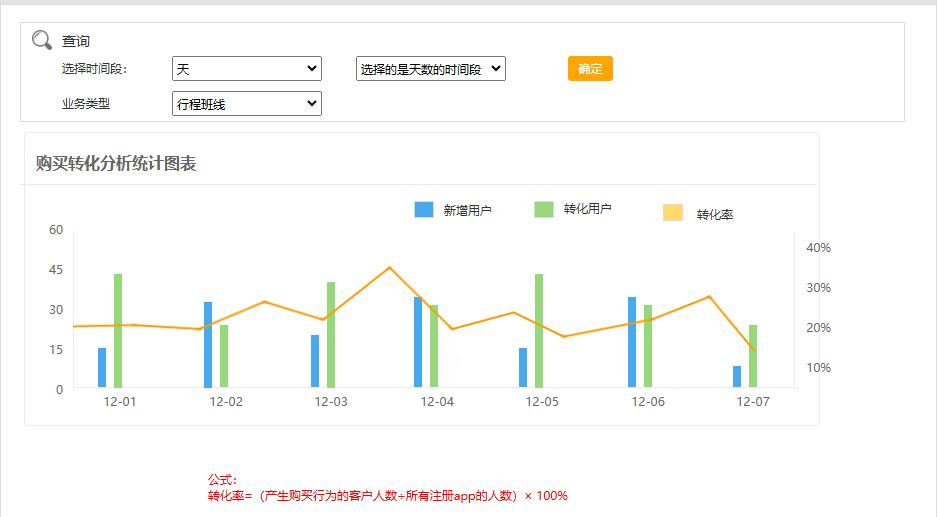 查询
选择时间段： 天 选择的是天数的时间段 确定
业务类型 行程班线
购买转化分析统计图表
新增用户 转化用户 转化率
60
40%
45
30%
30
20%
15
10%
0
12-01 12-02 12-03 12-04 12-05 12-06 12-07
公式：
转化率=（产生购买行为的客户人数÷所有注册app的人数）× 100%